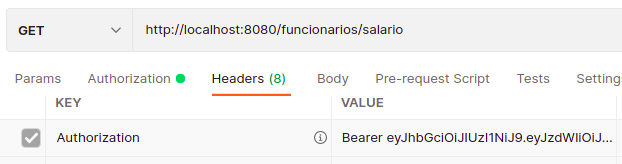 GET http://localhost:8080/funcionarios/salario
Params Authorization Headers (8) Body Pre-request Script Tests Settings
KEY VALUE
Authorization Bearer eyJhbGciOiJIUzI1NiJ9.eyJzdWIiOiJ...